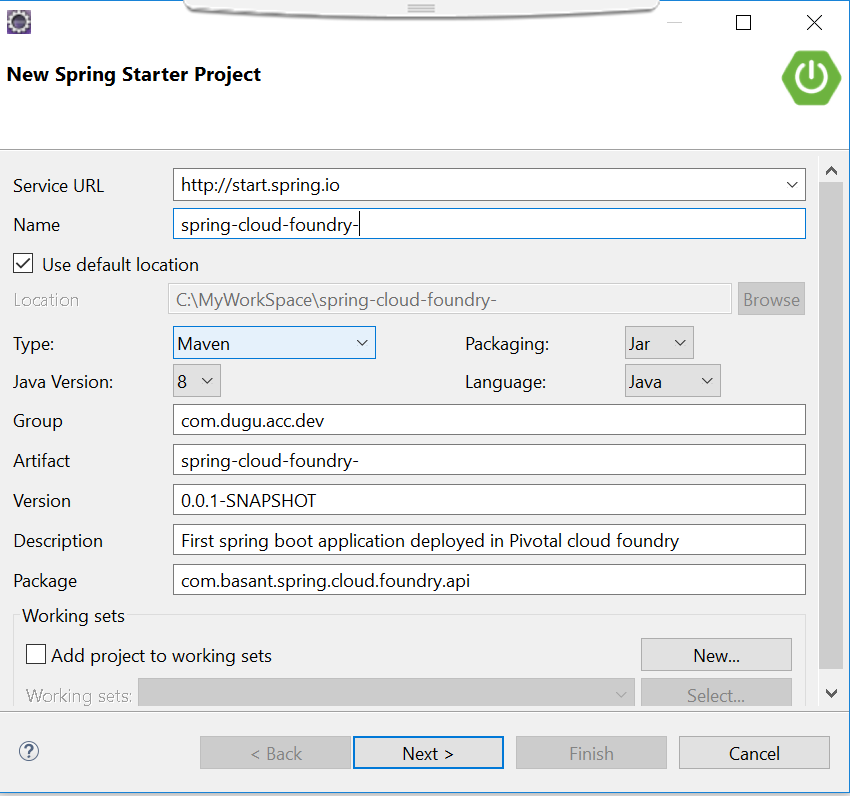 New Spring Starter Project
Service URL http://start.spring.io
Name spring-cloud-foundry-
Use default location
Location C:\MyWorkSpace\spring-cloud-foundry- Browse
Type: Maven Packaging: Jar
Java Version: 8 Language: Java
Group com.dugu.acc.dev
Artifact spring-cloud-foundry-
Version 0.0.1-SNAPSHOT
Description First spring boot application deployed in Pivotal cloud foundry
Package com.basant.spring.cloud.foundry.api
Working sets
Add project to working sets New...
Working sets: Select...
? < Back Next > Finish Cancel